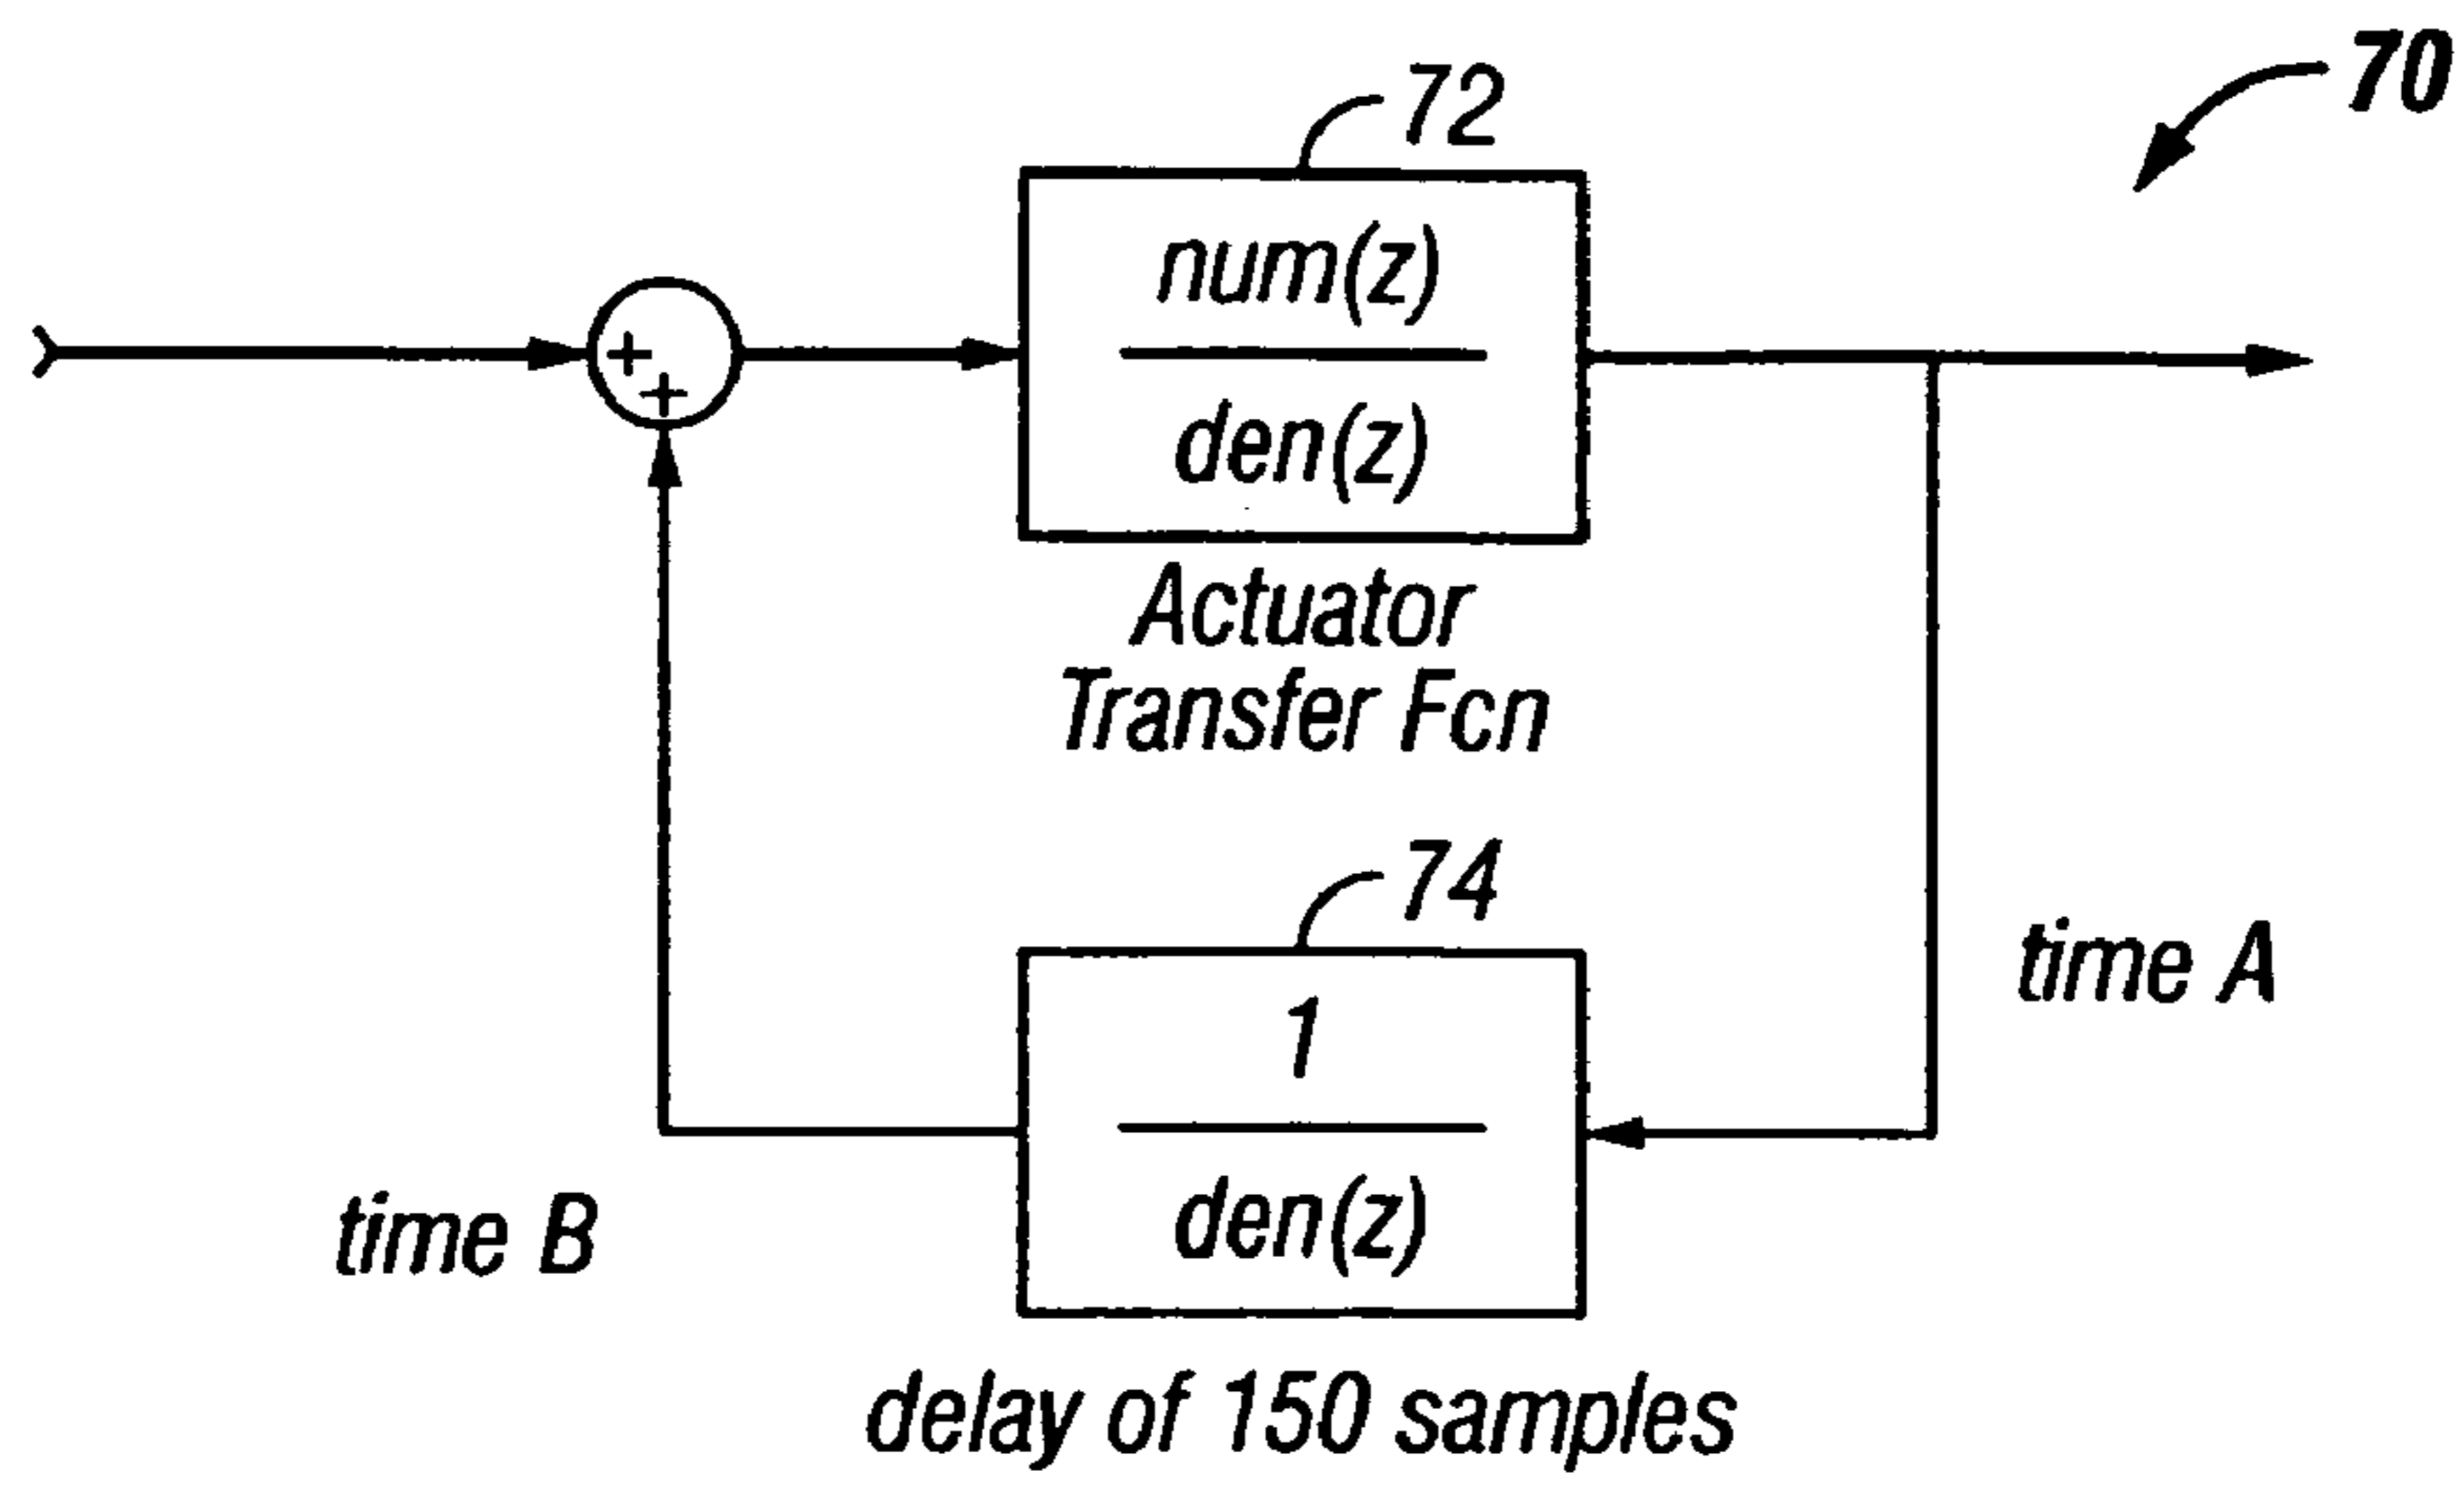 70
72
num(z)
den(z)
+
+
Actuator
Transfer Fcn
74
time A
1
den(z)
time B
delay of 150 samples